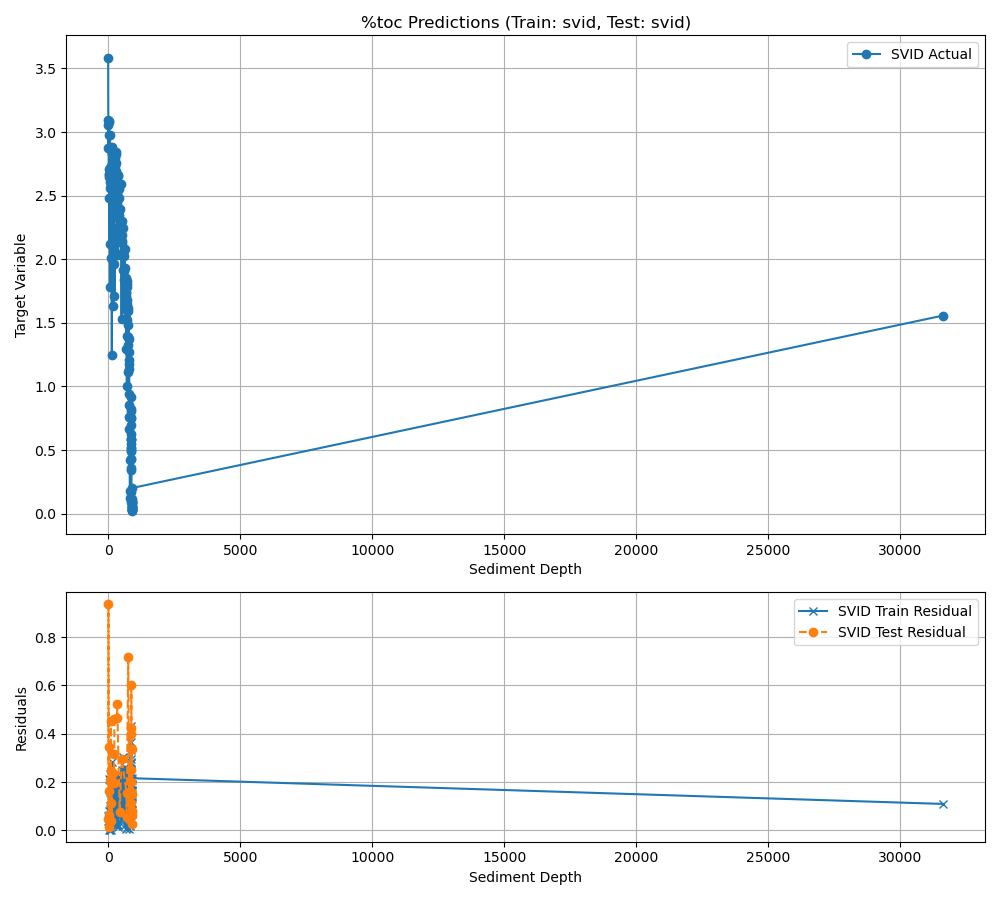 %toc Predictions (Train: svid, Test: svid)
SVID Actual
Target Variable
3.5
3.0
2.5
2.0
1.5
1.0
0.5
0.0
0 5000 10000 15000 20000 25000 30000
Sediment Depth
SVID Train Residual
SVID Test Residual
Residuals
0.8
0.6
0.4
0.2
0.0
0 5000 10000 15000 20000 25000 30000
Sediment Depth